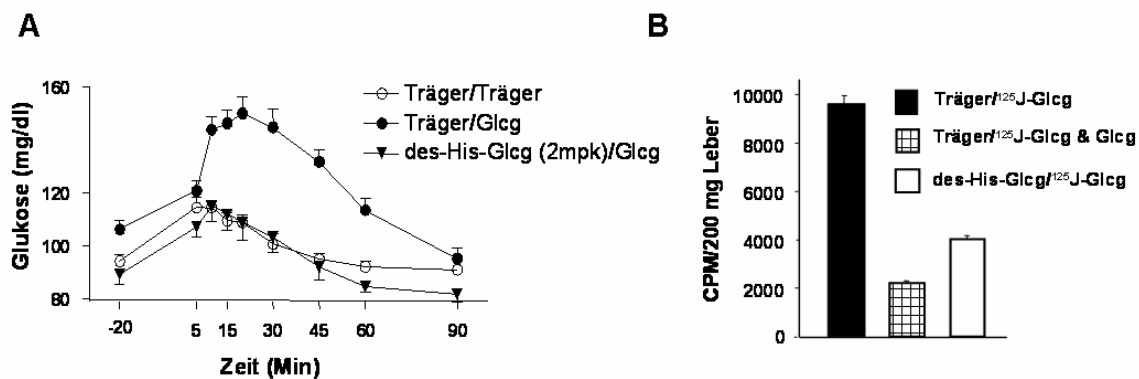 A
Glukose (mg/dl)
160
140
120
100
80
-20
5
15
30
45
60
90
Zeit (Min)
Träger/Träger
Träger/Glcg
des-His-Glcg (2mpk)/Glcg
B
CPM/200 mg Leber
10000
8000
6000
4000
2000
0
Träger/¹²⁵J-Glcg
Träger/¹²⁵J-Glcg & Glcg
des-His-Glcg/¹²⁵J-Glcg